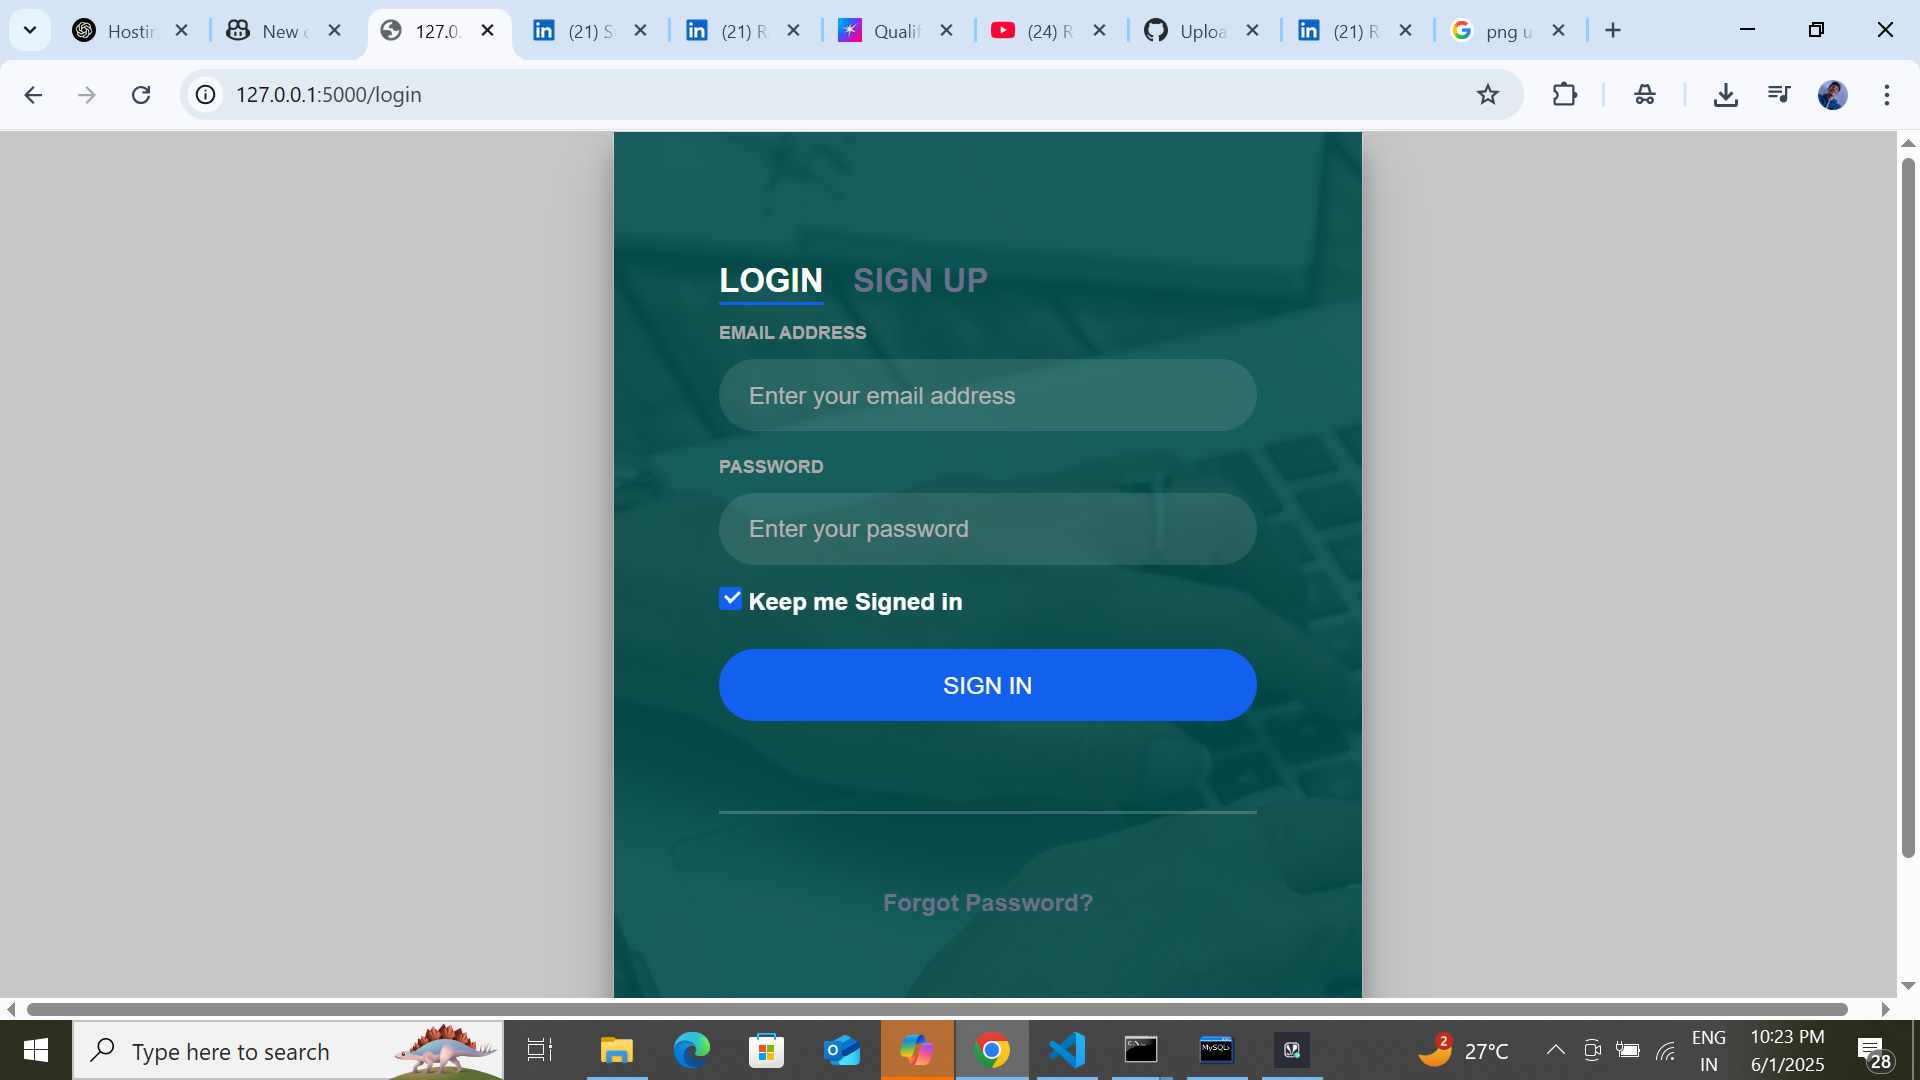 Hostin
New c
127.0.
(21) S
(21) R
Qualif
(24) R
Uploa
(21) R
png u
127.0.0.1:5000/login
LOGIN SIGN UP
EMAIL ADDRESS
Enter your email address
PASSWORD
Enter your password
Keep me Signed in
SIGN IN
Forgot Password?
Type here to search
MySQL
2
27°C
ENG
IN
10:23 PM
6/1/2025
28